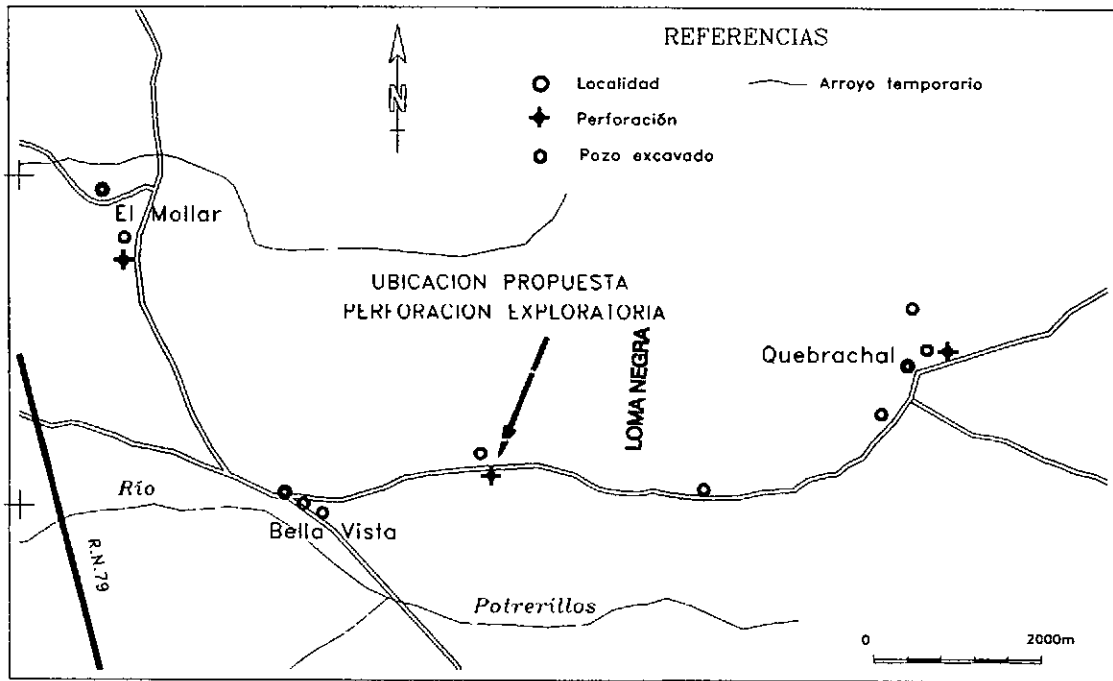 REFERENCIAS
Localidad
Arroyo temporario
Perforación
Pozo excavado
N
El Mollar
UBICACION PROPUESTA
PERFORACION EXPLORATORIA
LOMA NEGRA
Quebrachal
Río
Bella Vista
R.N.79
Potrerillos
0 2000m